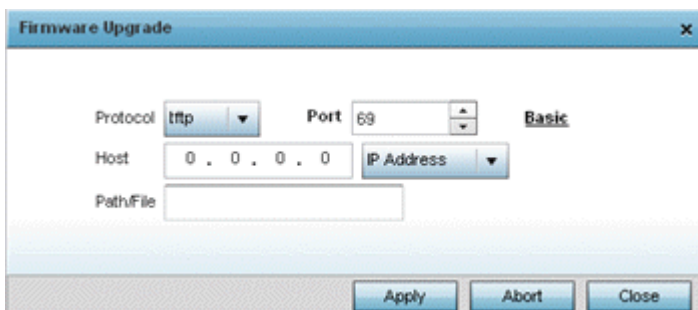 Firmware Upgrade x
Protocol tftp Port 69 Basic
Host 0 . 0 . 0 . 0 IP Address
Path/File
Apply Abort Close